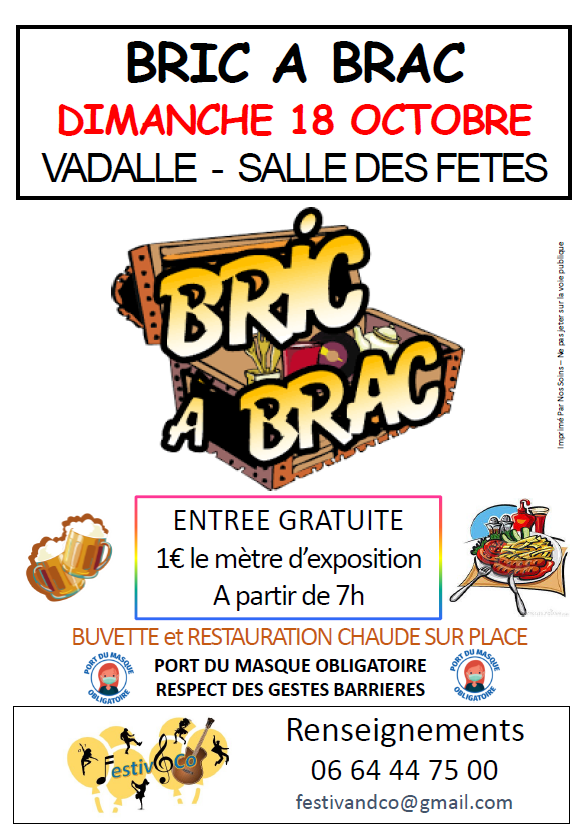 BRIC A BRAC
DIMANCHE 18 OCTOBRE
VADALLE - SALLE DES FETES
BRIC
A BRAC
Imprimé Par Nos Soins – Ne pas jeter sur la voie publique
ENTREE GRATUITE
1€ le mètre d'exposition
A partir de 7h
BUVETTE et RESTAURATION CHAUDE SUR PLACE
PORT DU MASQUE
OBLIGATOIRE
PORT DU MASQUE OBLIGATOIRE
RESPECT DES GESTES BARRIERES
PORT DU MASQUE
OBLIGATOIRE
Festiv&Co
Renseignements
06 64 44 75 00
festivandco@gmail.com